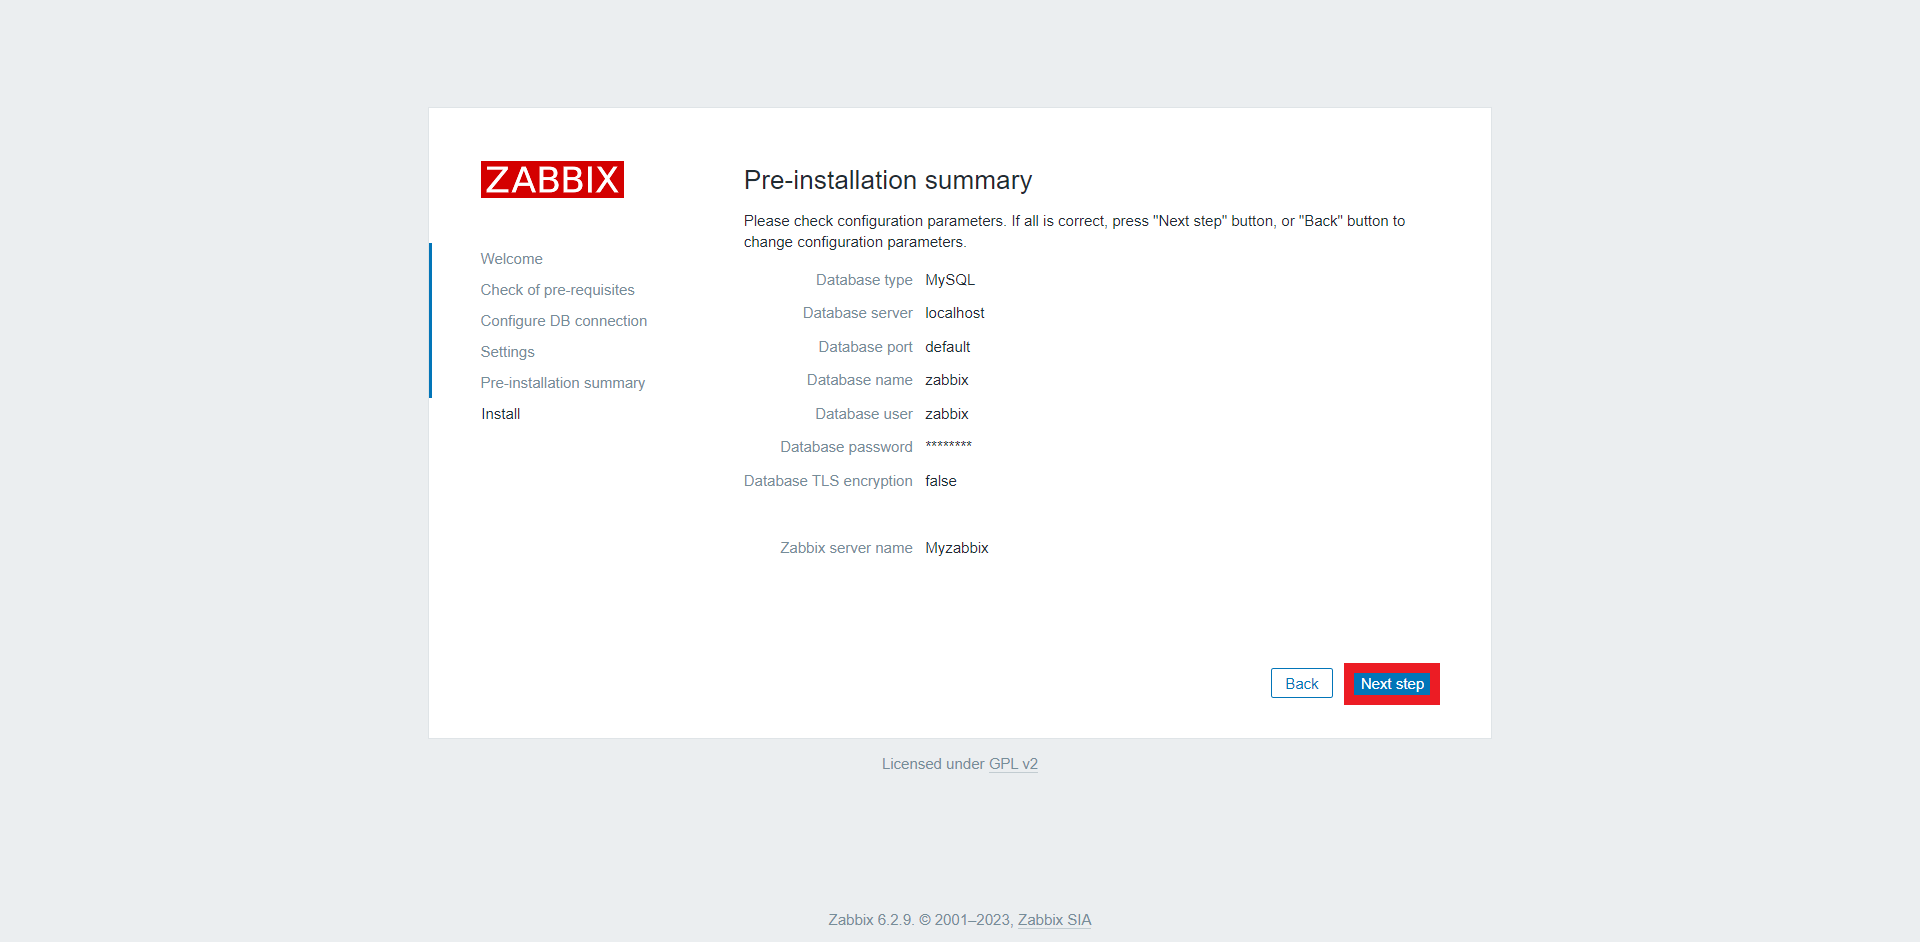 ZABBIX
Welcome
Check of pre-requisites
Configure DB connection
Settings
Pre-installation summary
Install
Pre-installation summary
Please check configuration parameters. If all is correct, press "Next step" button, or "Back" button to
change configuration parameters.
Database type MySQL
Database server localhost
Database port default
Database name zabbix
Database user zabbix
Database password ********
Database TLS encryption false
Zabbix server name Myzabbix
Back Next step
Licensed under GPL v2
Zabbix 6.2.9. © 2001–2023, Zabbix SIA